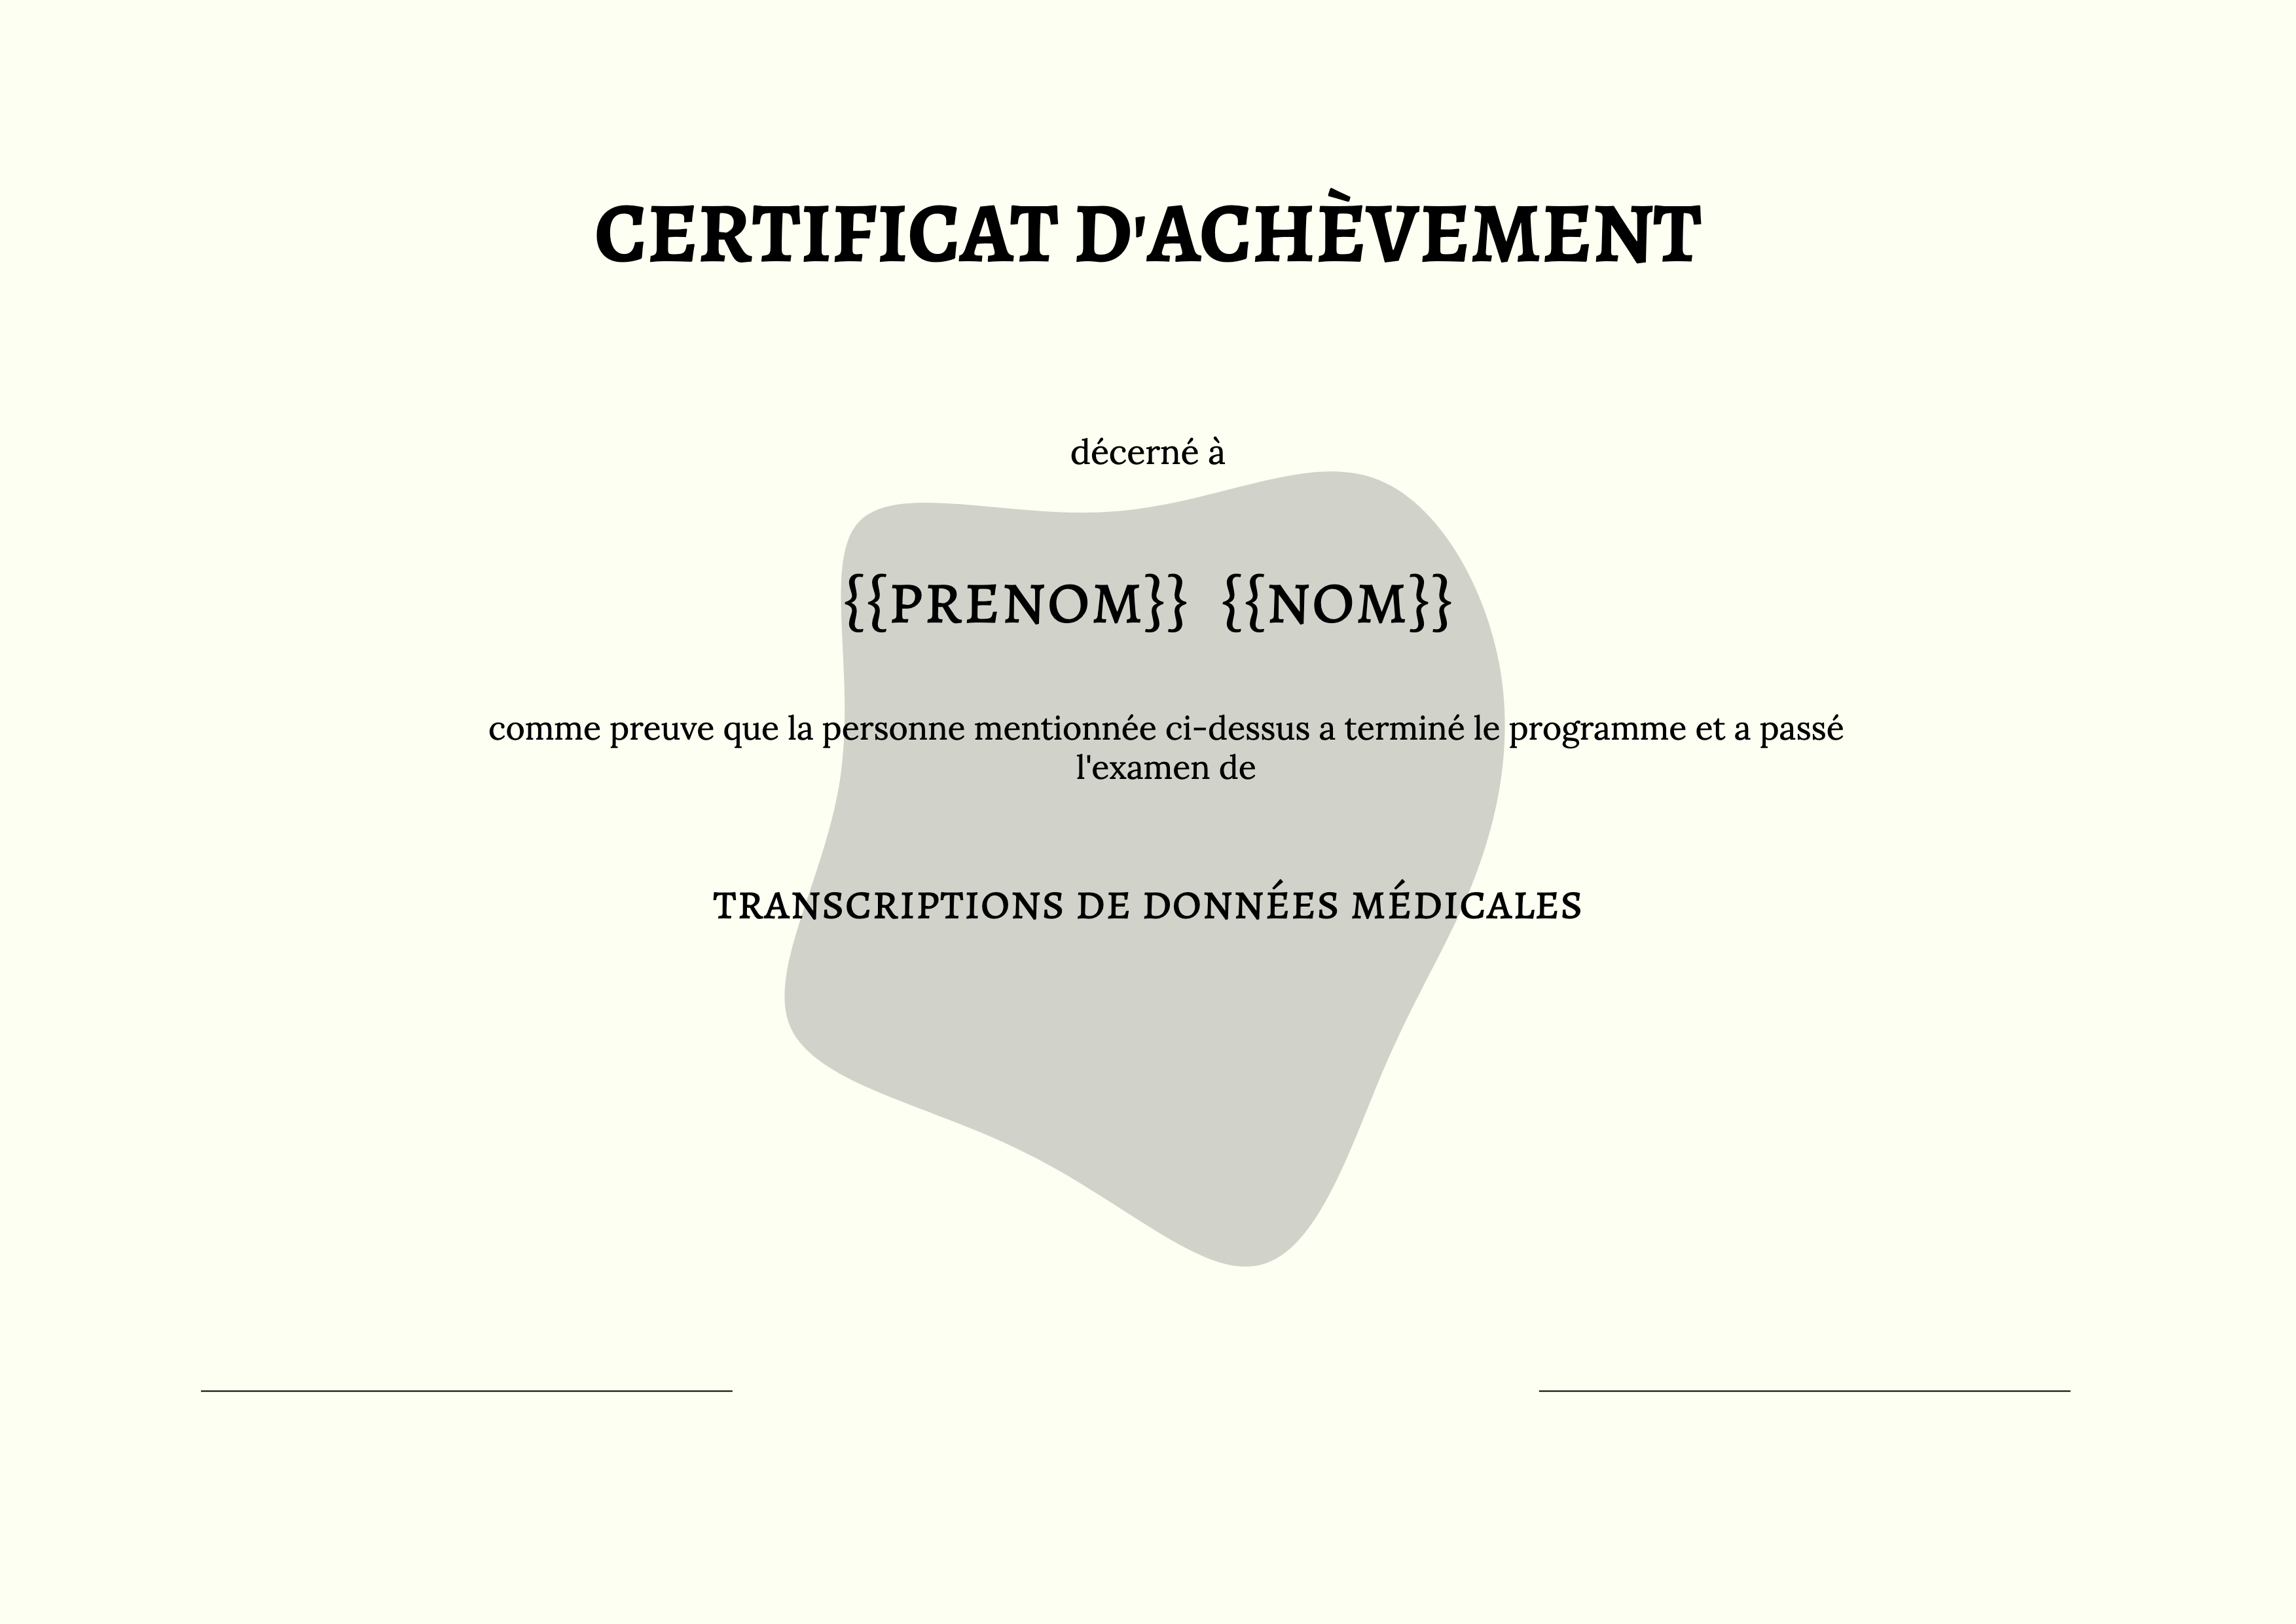 CERTIFICAT D'ACHÈVEMENT
décerné à
{{PRENOM}} {{NOM}}
comme preuve que la personne mentionnée ci-dessus a terminé le programme et a passé
l'examen de
TRANSCRIPTIONS DE DONNÉES MÉDICALES